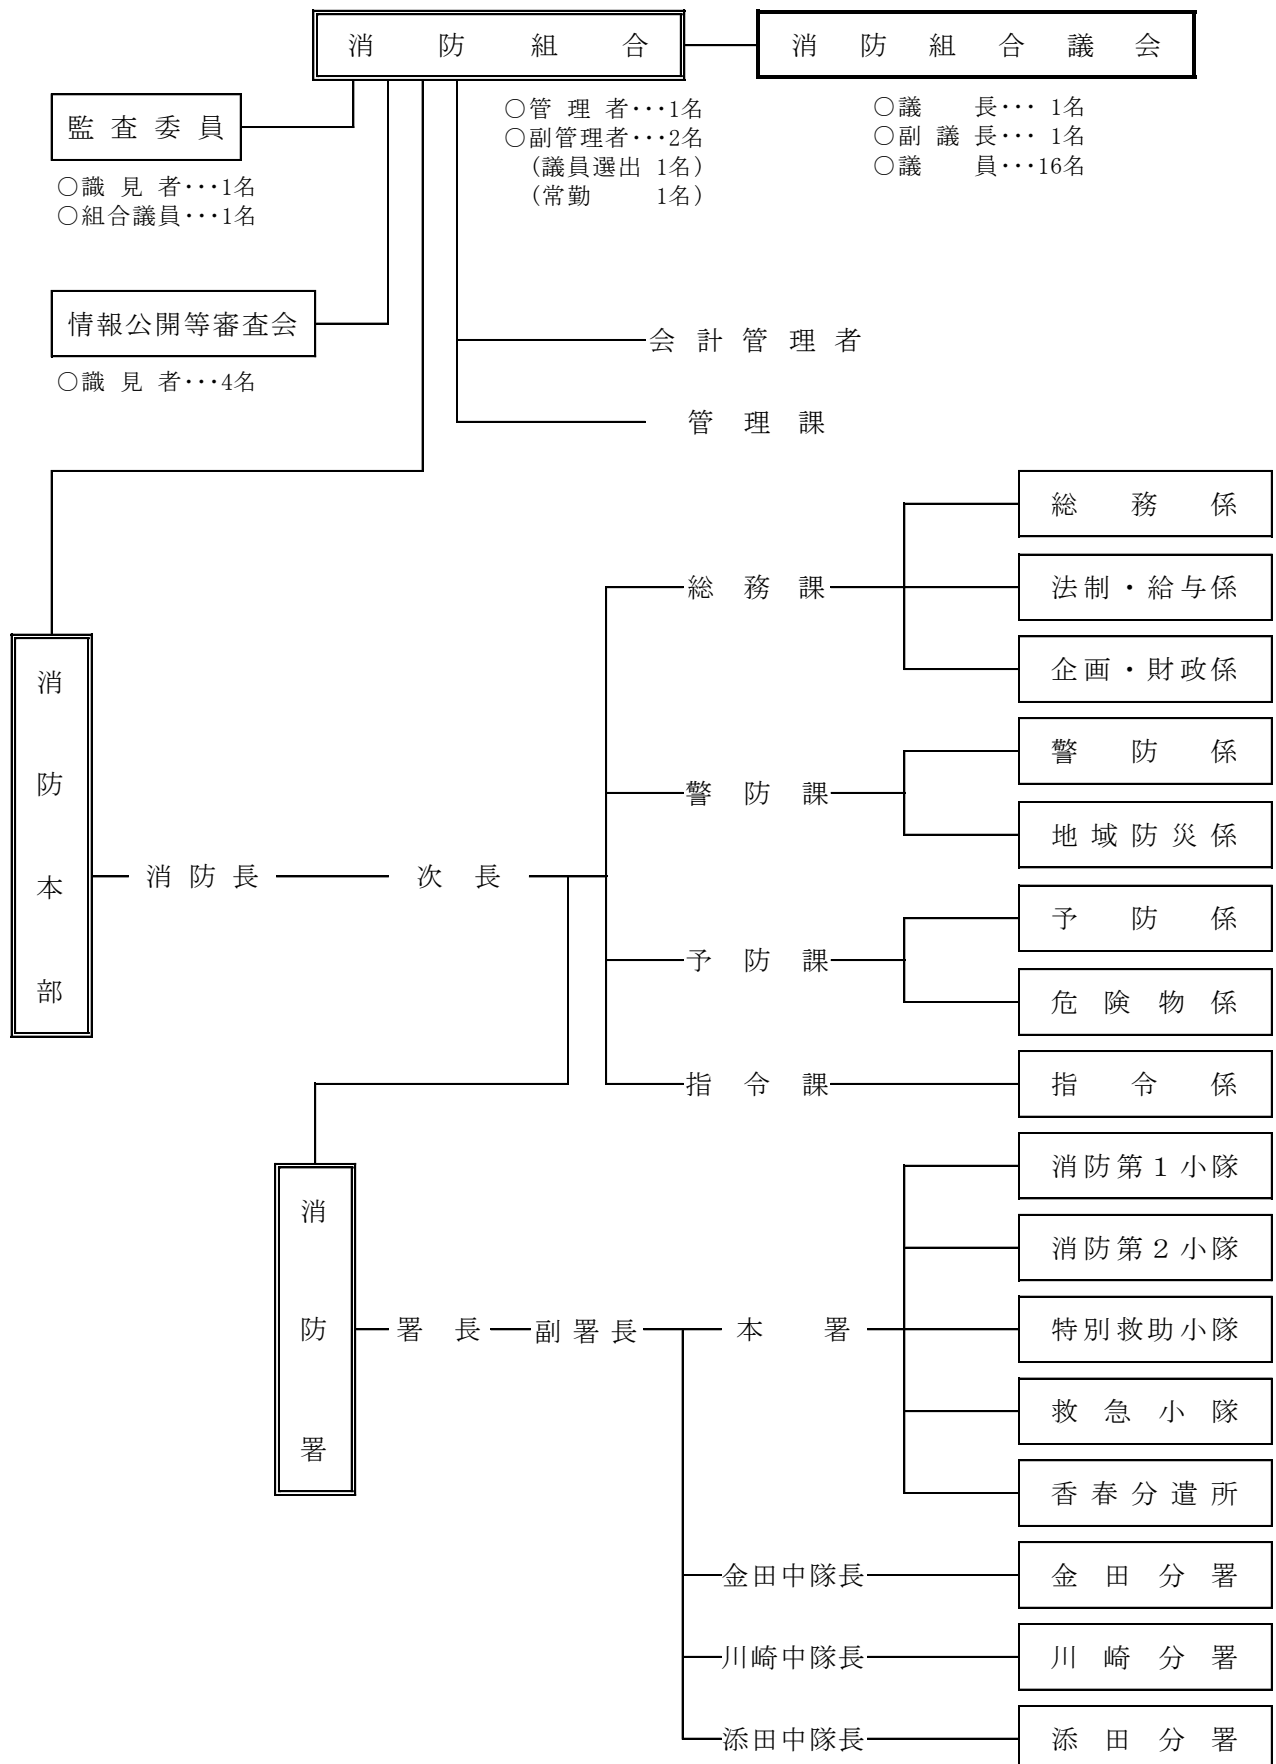 消防組合
消防組合議会
監査委員
○識見者･･･1名
○組合議員･･･1名
○管理者･･･1名
○副管理者･･･2名
(議員選出 1名)
(常勤 1名)
○議長･･･ 1名
○副議長･･･ 1名
○議員･･･16名
情報公開等審査会
○識見者･･･4名
会計管理者
管理課
消防本部
消防長
次長
総務課
総務係
法制・給与係
企画・財政係
警防課
警防係
地域防災係
予防課
予防係
危険物係
指令課
指令係
消防署
署長
副署長
本署
消防第１小隊
消防第２小隊
特別救助小隊
救急小隊
香春分遣所
金田中隊長
金田分署
川崎中隊長
川崎分署
添田中隊長
添田分署